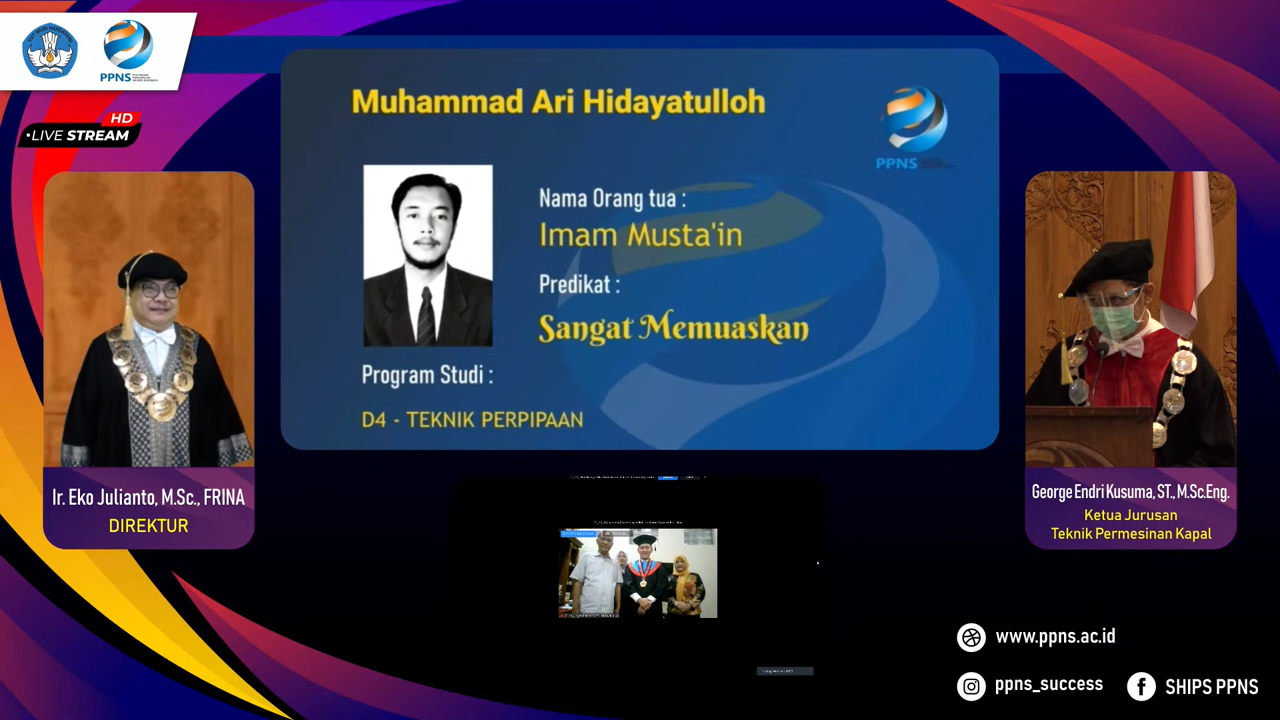 PPNS
HD
•LIVE STREAM
Muhammad Ari Hidayatulloh
PPNS
Nama Orang tua :
Imam Musta'in
Predikat :
Sangat Memuaskan
Program Studi :
D4 - TEKNIK PERPIPAAN
Ir. Eko Julianto, M.Sc., FRINA
DIREKTUR
George Endri Kusuma, ST., M.Sc.Eng.
Ketua Jurusan
Teknik Permesinan Kapal
www.ppns.ac.id
ppns_success
SHIPS PPNS